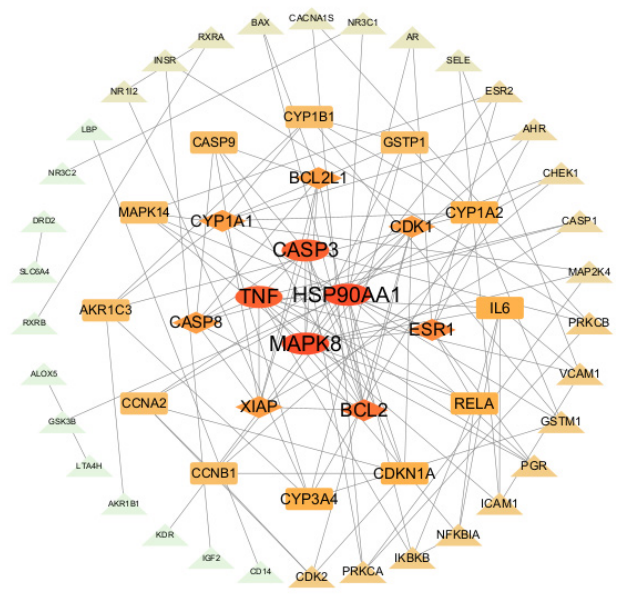 BAX
CACNA1S
NR3C1
RXRA
AR
INSR
SELE
NR1I2
ESR2
LBP
CYP1B1
AHR
CASP9
GSTP1
NR3C2
BCL2L1
CHEK1
MAPK14
CYP1A1
CDK1
CYP1A2
DRD2
CASP1
CASP3
SLC6A4
MAP2K4
TNF
HSP90AA1
AKR1C3
IL6
RXRB
CASP8
ESR1
PRKCB
MAPK8
ALOX5
VCAM1
CCNA2
XIAP
BCL2
RELA
GSK3B
GSTM1
LTA4H
CCNB1
CDKN1A
PGR
AKR1B1
CYP3A4
ICAM1
KDR
NFKBIA
IGF2
IKBKB
CD14
PRKCA
CDK2